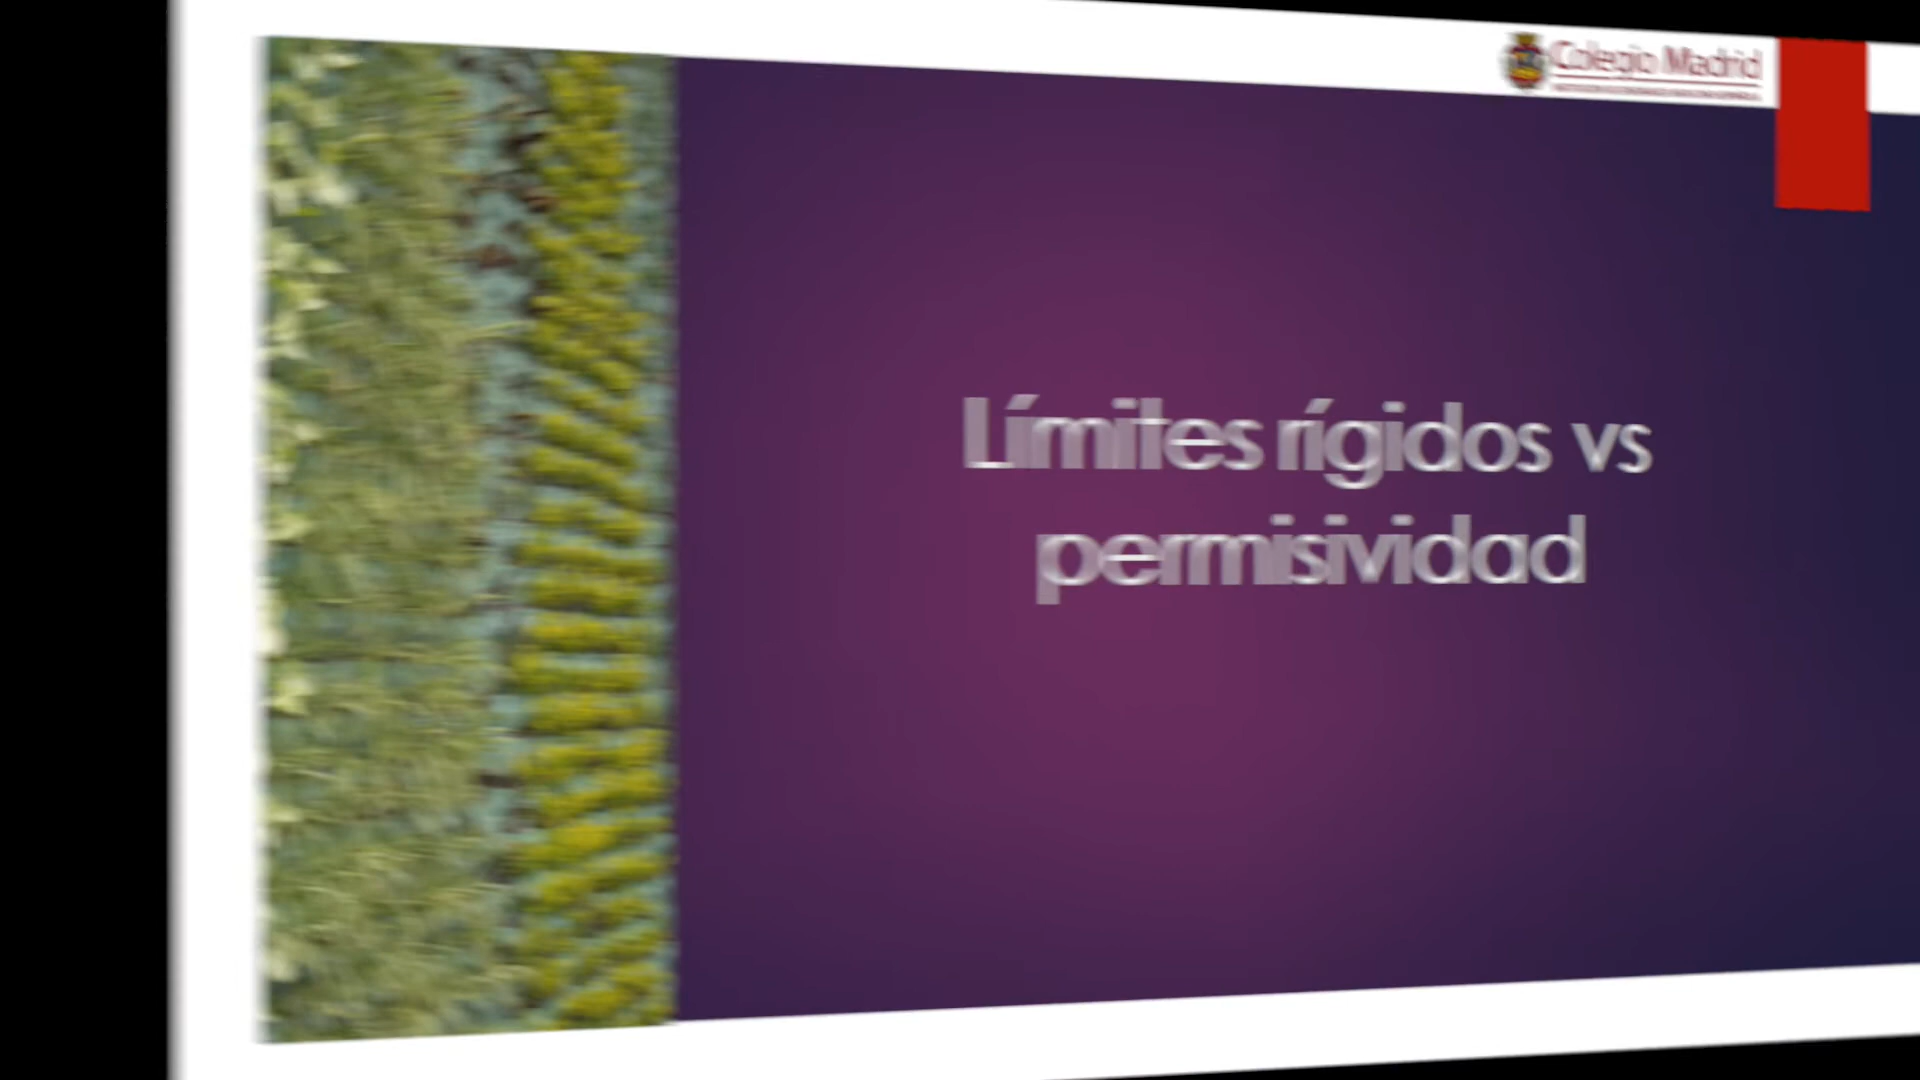 Colegio Madrid
Límites rígidos vs
permisividad